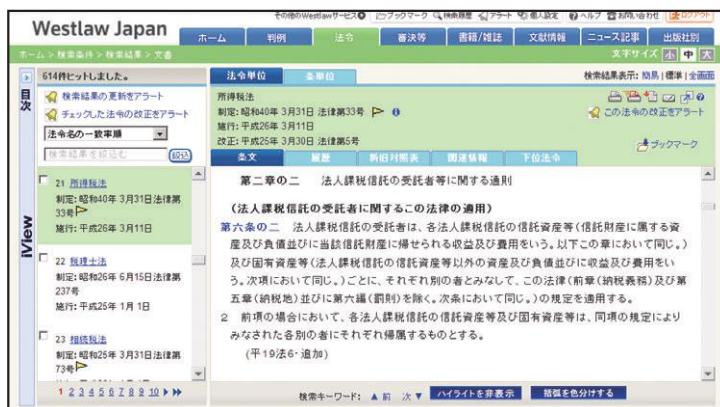 その他のWestlawサービス ブックマーク 検索履歴 アラート 個人設定 ヘルプ お問い合わせ ログアウト
Westlaw Japan
ホーム 判例 法令 審決等 書籍/雑誌 文献情報 ニュース記事 出版社別
ホーム > 検索条件 > 検索結果 > 文書
文字サイズ 小 中 大
目次
iView
614件ヒットしました。
検索結果の更新をアラート
チェックした法令の改正をアラート
法令名の一致率順
検索結果を絞込む 絞込
21 所得税法
制定: 昭和40年 3月31日法律第
33号
施行: 平成26年 3月11日
22 税理士法
制定: 昭和26年 6月15日法律第
237号
施行: 平成25年 1月 1日
23 相続税法
制定: 昭和25年 3月31日法律第
73号
1 2 3 4 5 6 7 8 9 10
法令単位 条単位
検索結果表示: 簡易 | 標準 | 全画面
所得税法
制定: 昭和40年 3月31日 法律第33号
施行: 平成26年 3月11日
改正: 平成25年 3月30日 法律第5号
この法令の改正をアラート
ブックマーク
条文 履歴 新旧対照表 関連情報 下位法令
第二章の二 法人課税信託の受託者等に関する通則
(法人課税信託の受託者に関するこの法律の適用)
第六条の二 法人課税信託の受託者は、各法人課税信託の信託資産等(信託財産に属する資
産及び負債並びに当該信託財産に帰せられる収益及び費用をいう。以下この章において同じ。)
及び固有資産等(法人課税信託の信託資産等以外の資産及び負債並びに収益及び費用をい
う。次項において同じ。)ごとに、それぞれ別の者とみなして、この法律(前章(納税義務)及び第
五章(納税地)並びに第六編(罰則)を除く。次条において同じ。)の規定を適用する。
2 前項の場合において、各法人課税信託の信託資産等及び固有資産等は、同項の規定により
みなされた各別の者にそれぞれ帰属するものとする。
(平19法6・追加)
検索キーワード: ▲ 前 次 ▼ ハイライトを非表示 括弧を色分けする